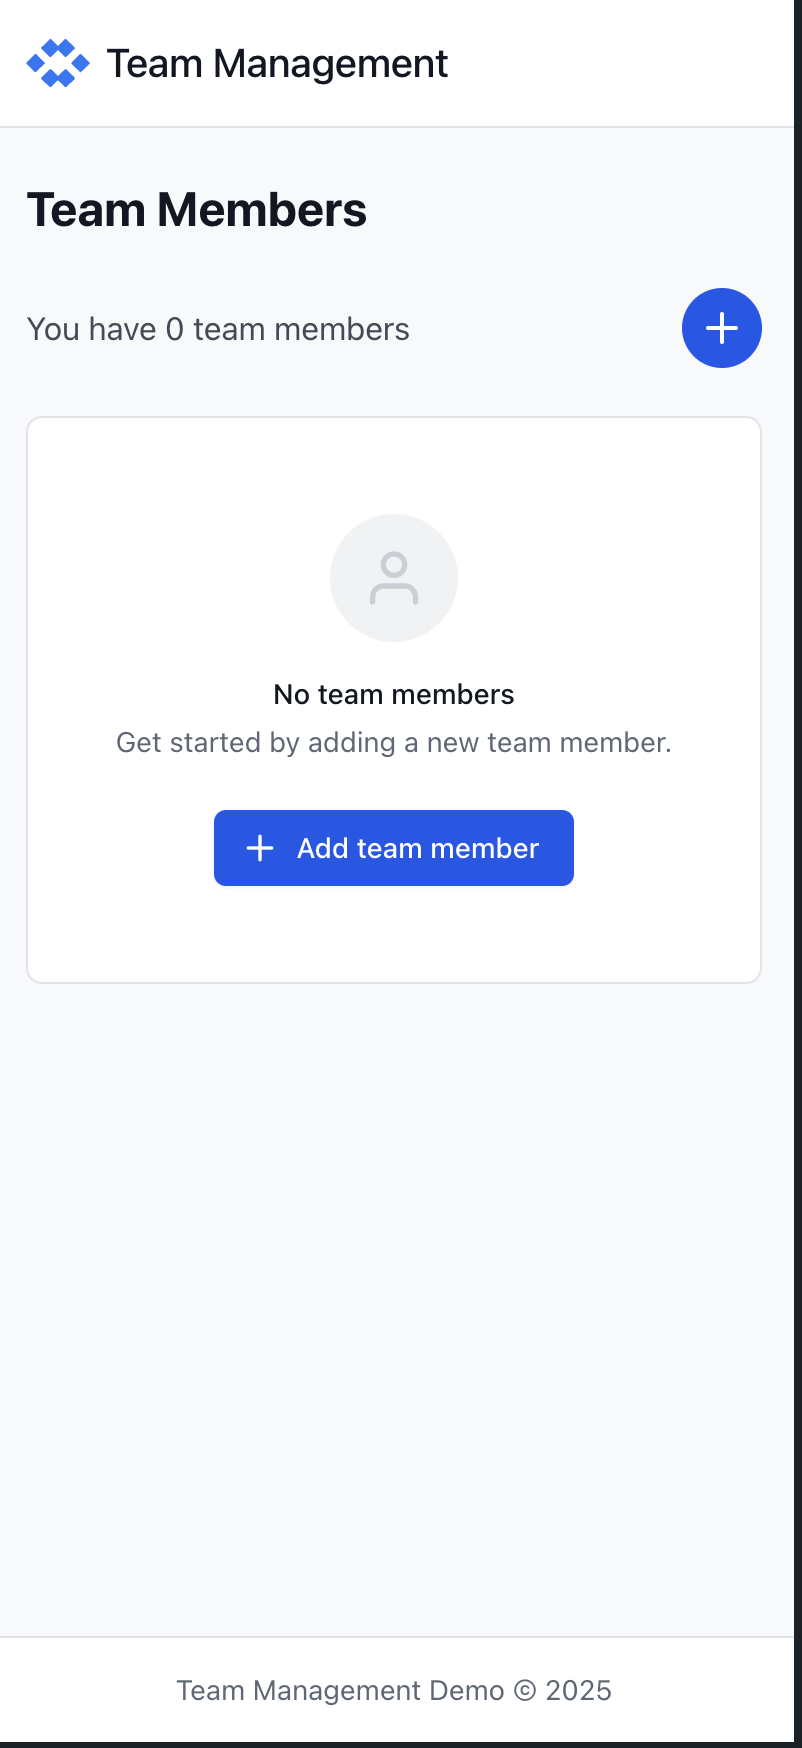 Team Management
Team Members
You have 0 team members
No team members
Get started by adding a new team member.
Add team member
Team Management Demo © 2025